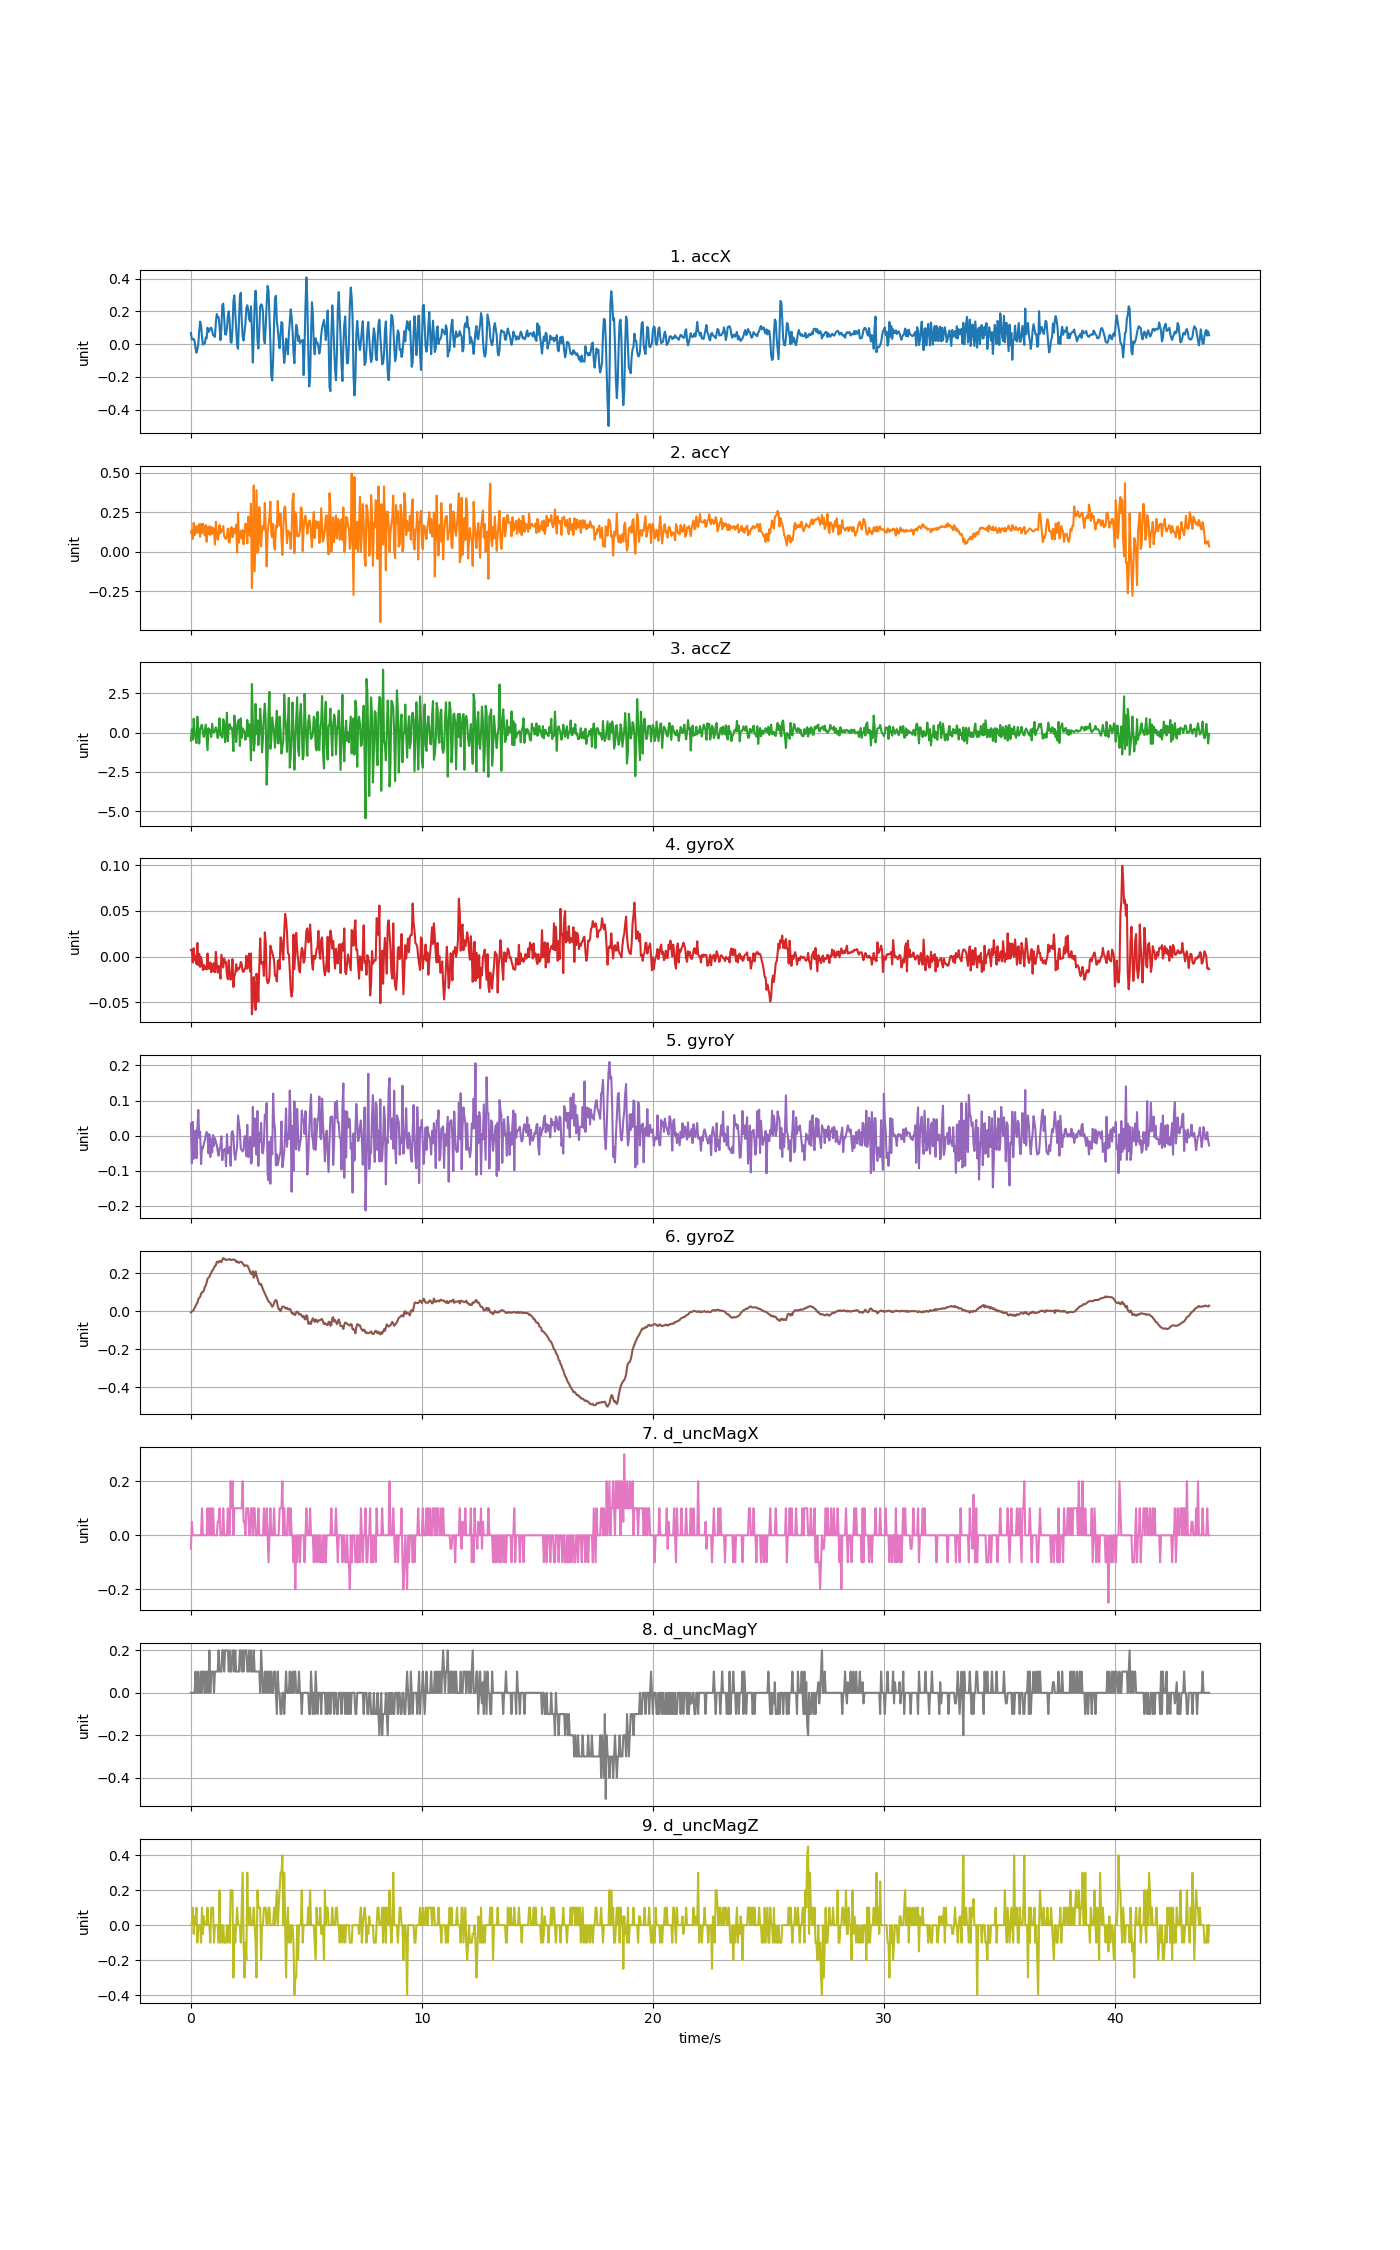 1. accX
0.4
0.2
0.0
−0.2
−0.4
unit
2. accY
0.50
0.25
0.00
−0.25
unit
3. accZ
2.5
0.0
−2.5
−5.0
unit
4. gyroX
0.10
0.05
0.00
−0.05
unit
5. gyroY
0.2
0.1
0.0
−0.1
−0.2
unit
6. gyroZ
0.2
0.0
−0.2
−0.4
unit
7. d_uncMagX
0.2
0.0
−0.2
unit
8. d_uncMagY
0.2
0.0
−0.2
−0.4
unit
9. d_uncMagZ
0.4
0.2
0.0
−0.2
−0.4
unit
0 10 20 30 40
time/s